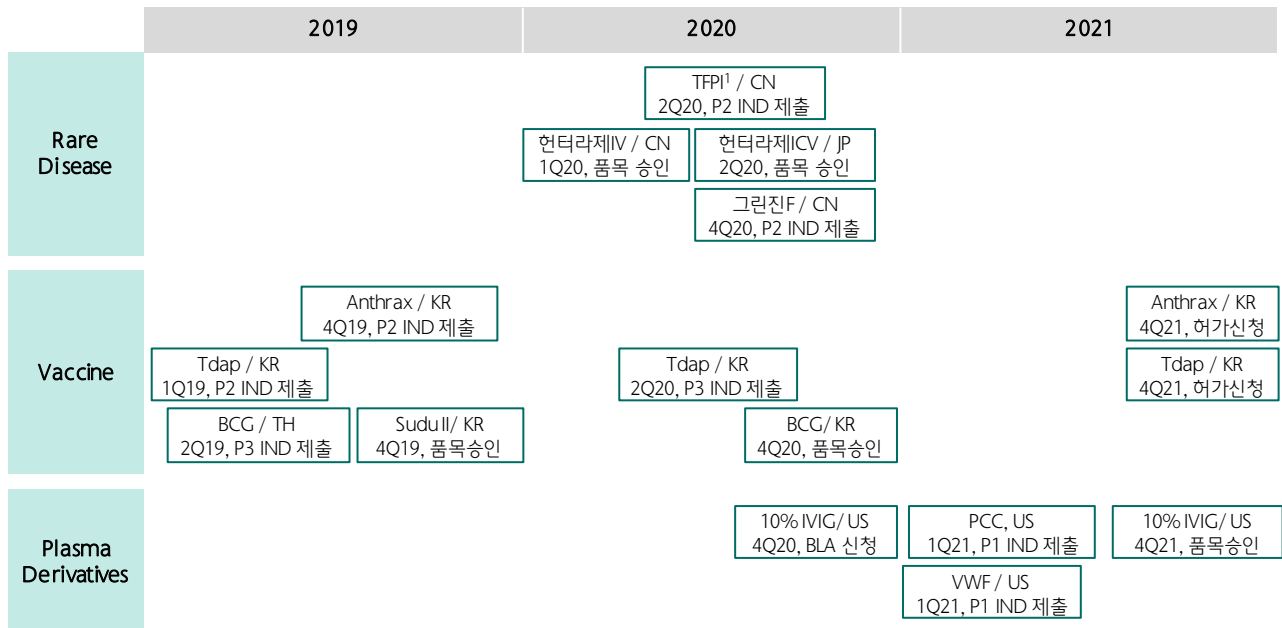 2019
2020
2021
Rare
Disease
TFPI¹ / CN
2Q20, P2 IND 제출
헌터라제IV / CN
1Q20, 품목 승인
헌터라제ICV / JP
2Q20, 품목 승인
그린진F / CN
4Q20, P2 IND 제출
Vaccine
Anthrax / KR
4Q19, P2 IND 제출
Anthrax / KR
4Q21, 허가신청
Tdap / KR
1Q19, P2 IND 제출
Tdap / KR
2Q20, P3 IND 제출
Tdap / KR
4Q21, 허가신청
BCG / TH
2Q19, P3 IND 제출
Sudu II/ KR
4Q19, 품목승인
BCG/ KR
4Q20, 품목승인
Plasma
Derivatives
10% IVIG/ US
4Q20, BLA 신청
PCC, US
1Q21, P1 IND 제출
10% IVIG/ US
4Q21, 품목승인
VWF / US
1Q21, P1 IND 제출